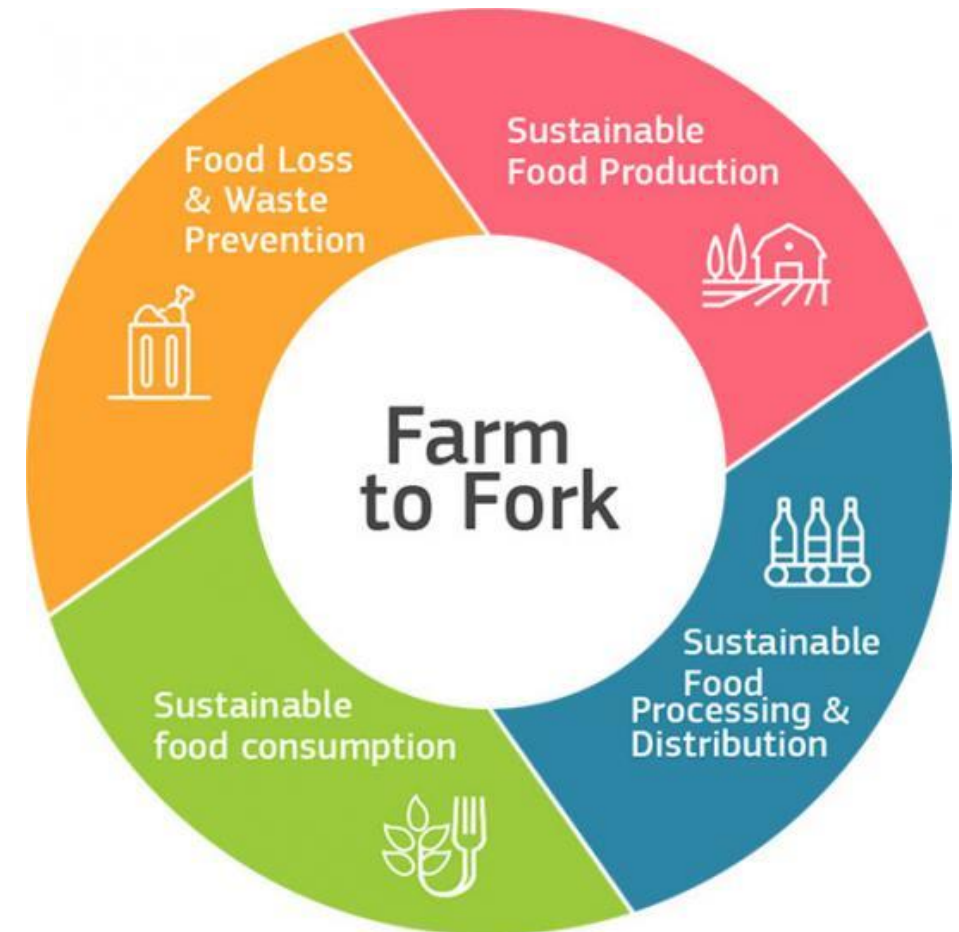 Farm
to Fork
Sustainable
Food Production
Sustainable
Food
Processing &
Distribution
Sustainable
food consumption
Food Loss
& Waste
Prevention